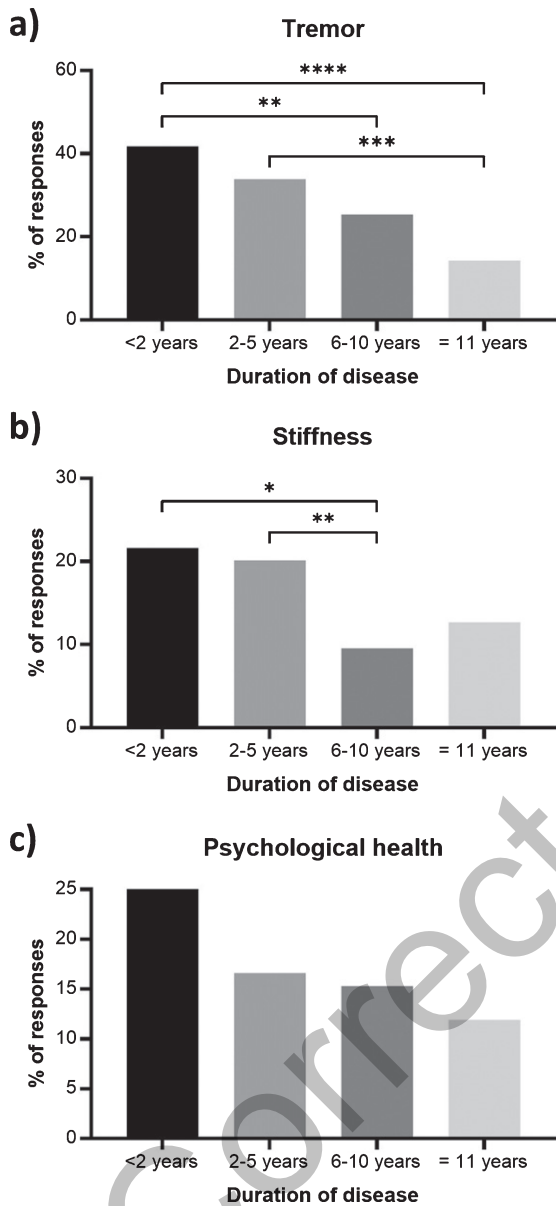 a)
Tremor
% of responses
60
40
20
0
****
**
***
<2 years 2-5 years 6-10 years = 11 years
Duration of disease
b)
Stiffness
% of responses
30
20
10
0
*
**
<2 years 2-5 years 6-10 years = 11 years
Duration of disease
c)
Psychological health
% of responses
25
20
15
10
5
0
<2 years 2-5 years 6-10 years = 11 years
Duration of disease
Correct